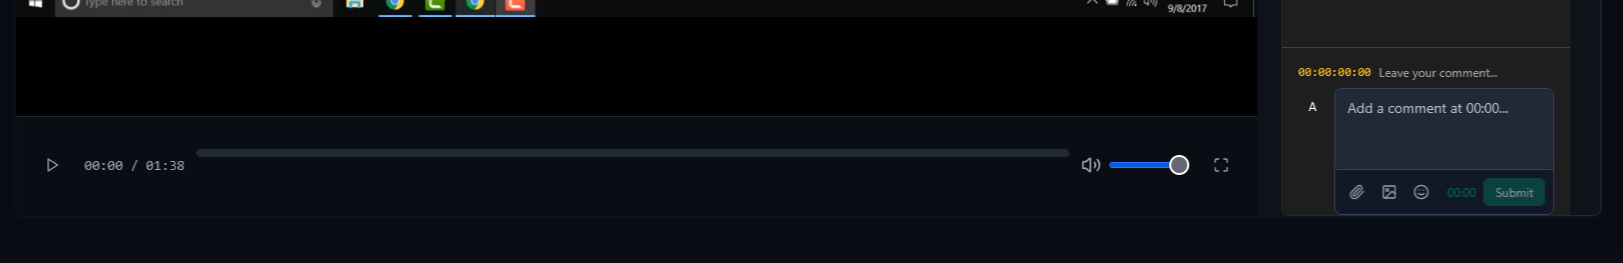 Type here to search
9/8/2017
00:00:00:00 Leave your comment...
A
Add a comment at 00:00...
00:00 / 01:38
00:00 Submit